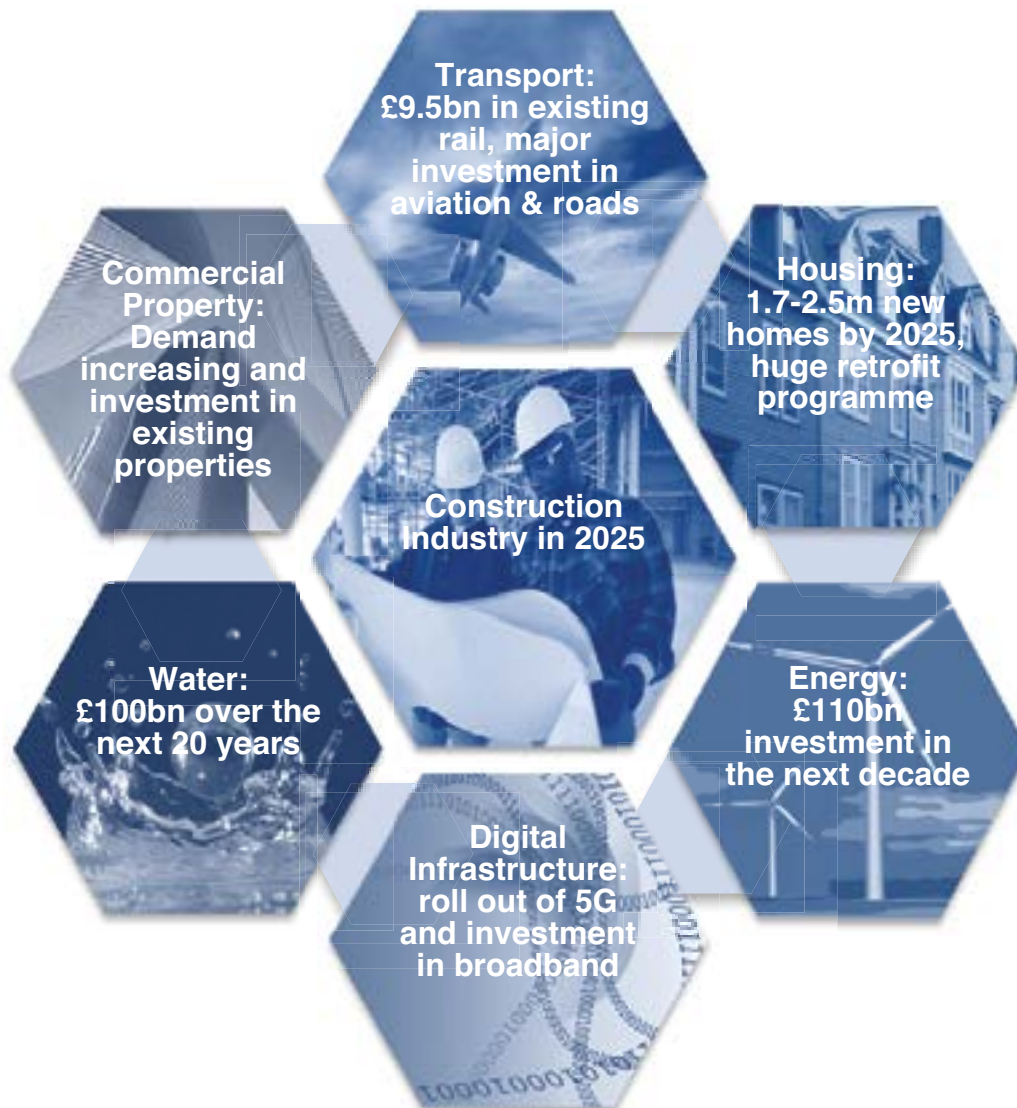 Transport:
£9.5bn in existing
rail, major
investment in
aviation & roads
Commercial
Property:
Demand
increasing and
investment in
existing
properties
Housing:
1.7-2.5m new
homes by 2025,
huge retrofit
programme
Construction
Industry in 2025
Water:
£100bn over the
next 20 years
Energy:
£110bn
investment in
the next decade
Digital
Infrastructure:
roll out of 5G
and investment
in broadband